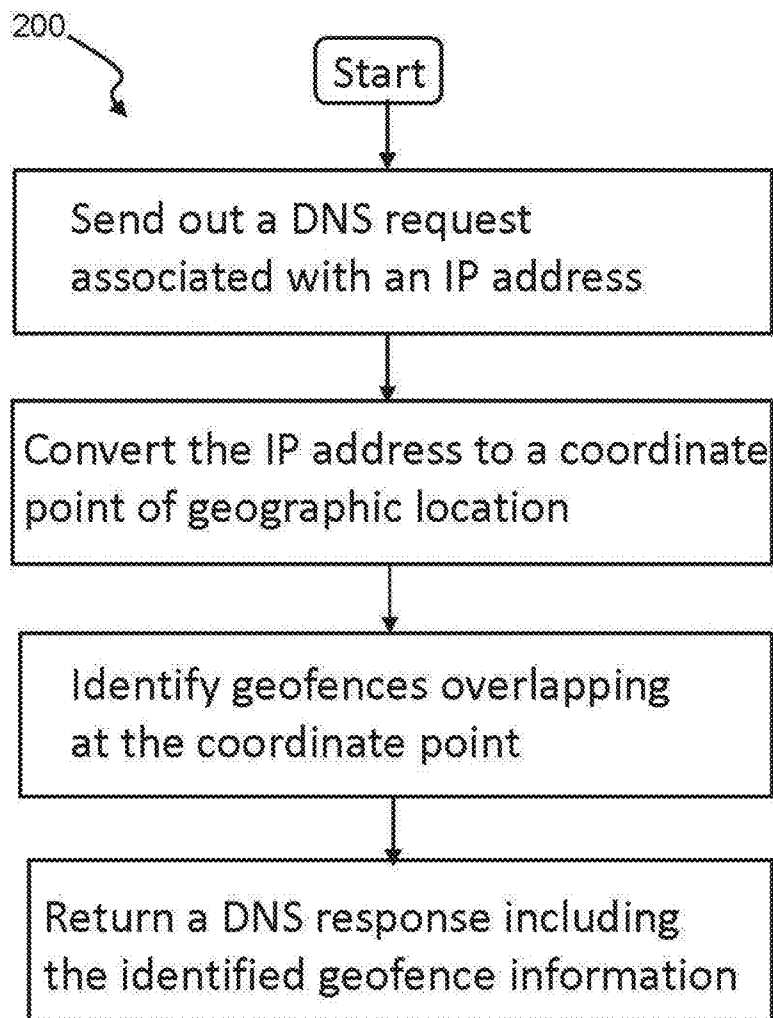 200
Start
Send out a DNS request
associated with an IP address
Convert the IP address to a coordinate
point of geographic location
Identify geofences overlapping
at the coordinate point
Return a DNS response including
the identified geofence information